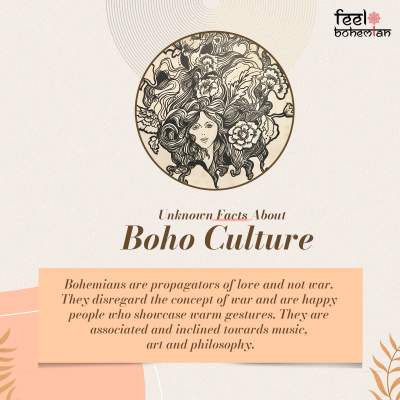 feel
bohemian
Unknown Facts About
Boho Culture
Bohemians are propagators of love and not war.
They disregard the concept of war and are happy
people who showcase warm gestures. They are
associated and inclined towards music,
art and philosophy.